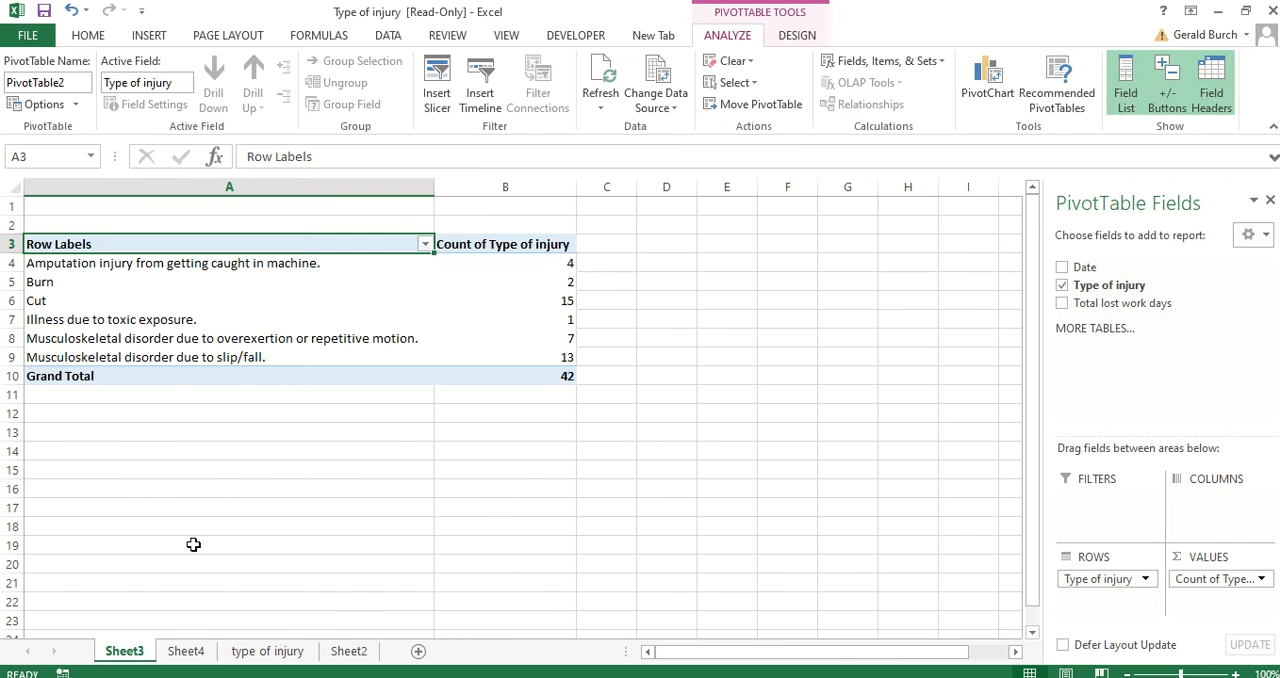 Type of injury [Read-Only] - Excel
PIVOTTABLE TOOLS
?
FILE HOME INSERT PAGE LAYOUT FORMULAS DATA REVIEW VIEW DEVELOPER New Tab ANALYZE DESIGN Gerald Burch
PivotTable Name:
PivotTable2
Options
PivotTable
Active Field:
Type of injury
Field Settings
Drill Down
Drill Up
Active Field
Group Selection
Ungroup
Group Field
Group
Insert Slicer
Insert Timeline
Filter Connections
Filter
Refresh
Change Data Source
Data
Clear
Select
Move PivotTable
Actions
Fields, Items, & Sets
OLAP Tools
Relationships
Calculations
PivotChart
Recommended PivotTables
Tools
Field List
+/- Buttons
Field Headers
Show
A3 fx Row Labels
A B C D E F G H I
1
2
3 Row Labels Count of Type of injury
4 Amputation injury from getting caught in machine. 4
5 Burn 2
6 Cut 15
7 Illness due to toxic exposure. 1
8 Musculoskeletal disorder due to overexertion or repetitive motion. 7
9 Musculoskeletal disorder due to slip/fall. 13
10 Grand Total 42
11
12
13
14
15
16
17
18
19
20
21
22
23
PivotTable Fields
Choose fields to add to report:
Date
Type of injury
Total lost work days
MORE TABLES...
Drag fields between areas below:
FILTERS COLUMNS
ROWS Σ VALUES
Type of injury Count of Type...
Defer Layout Update UPDATE
Sheet3 Sheet4 type of injury Sheet2
READY 100%